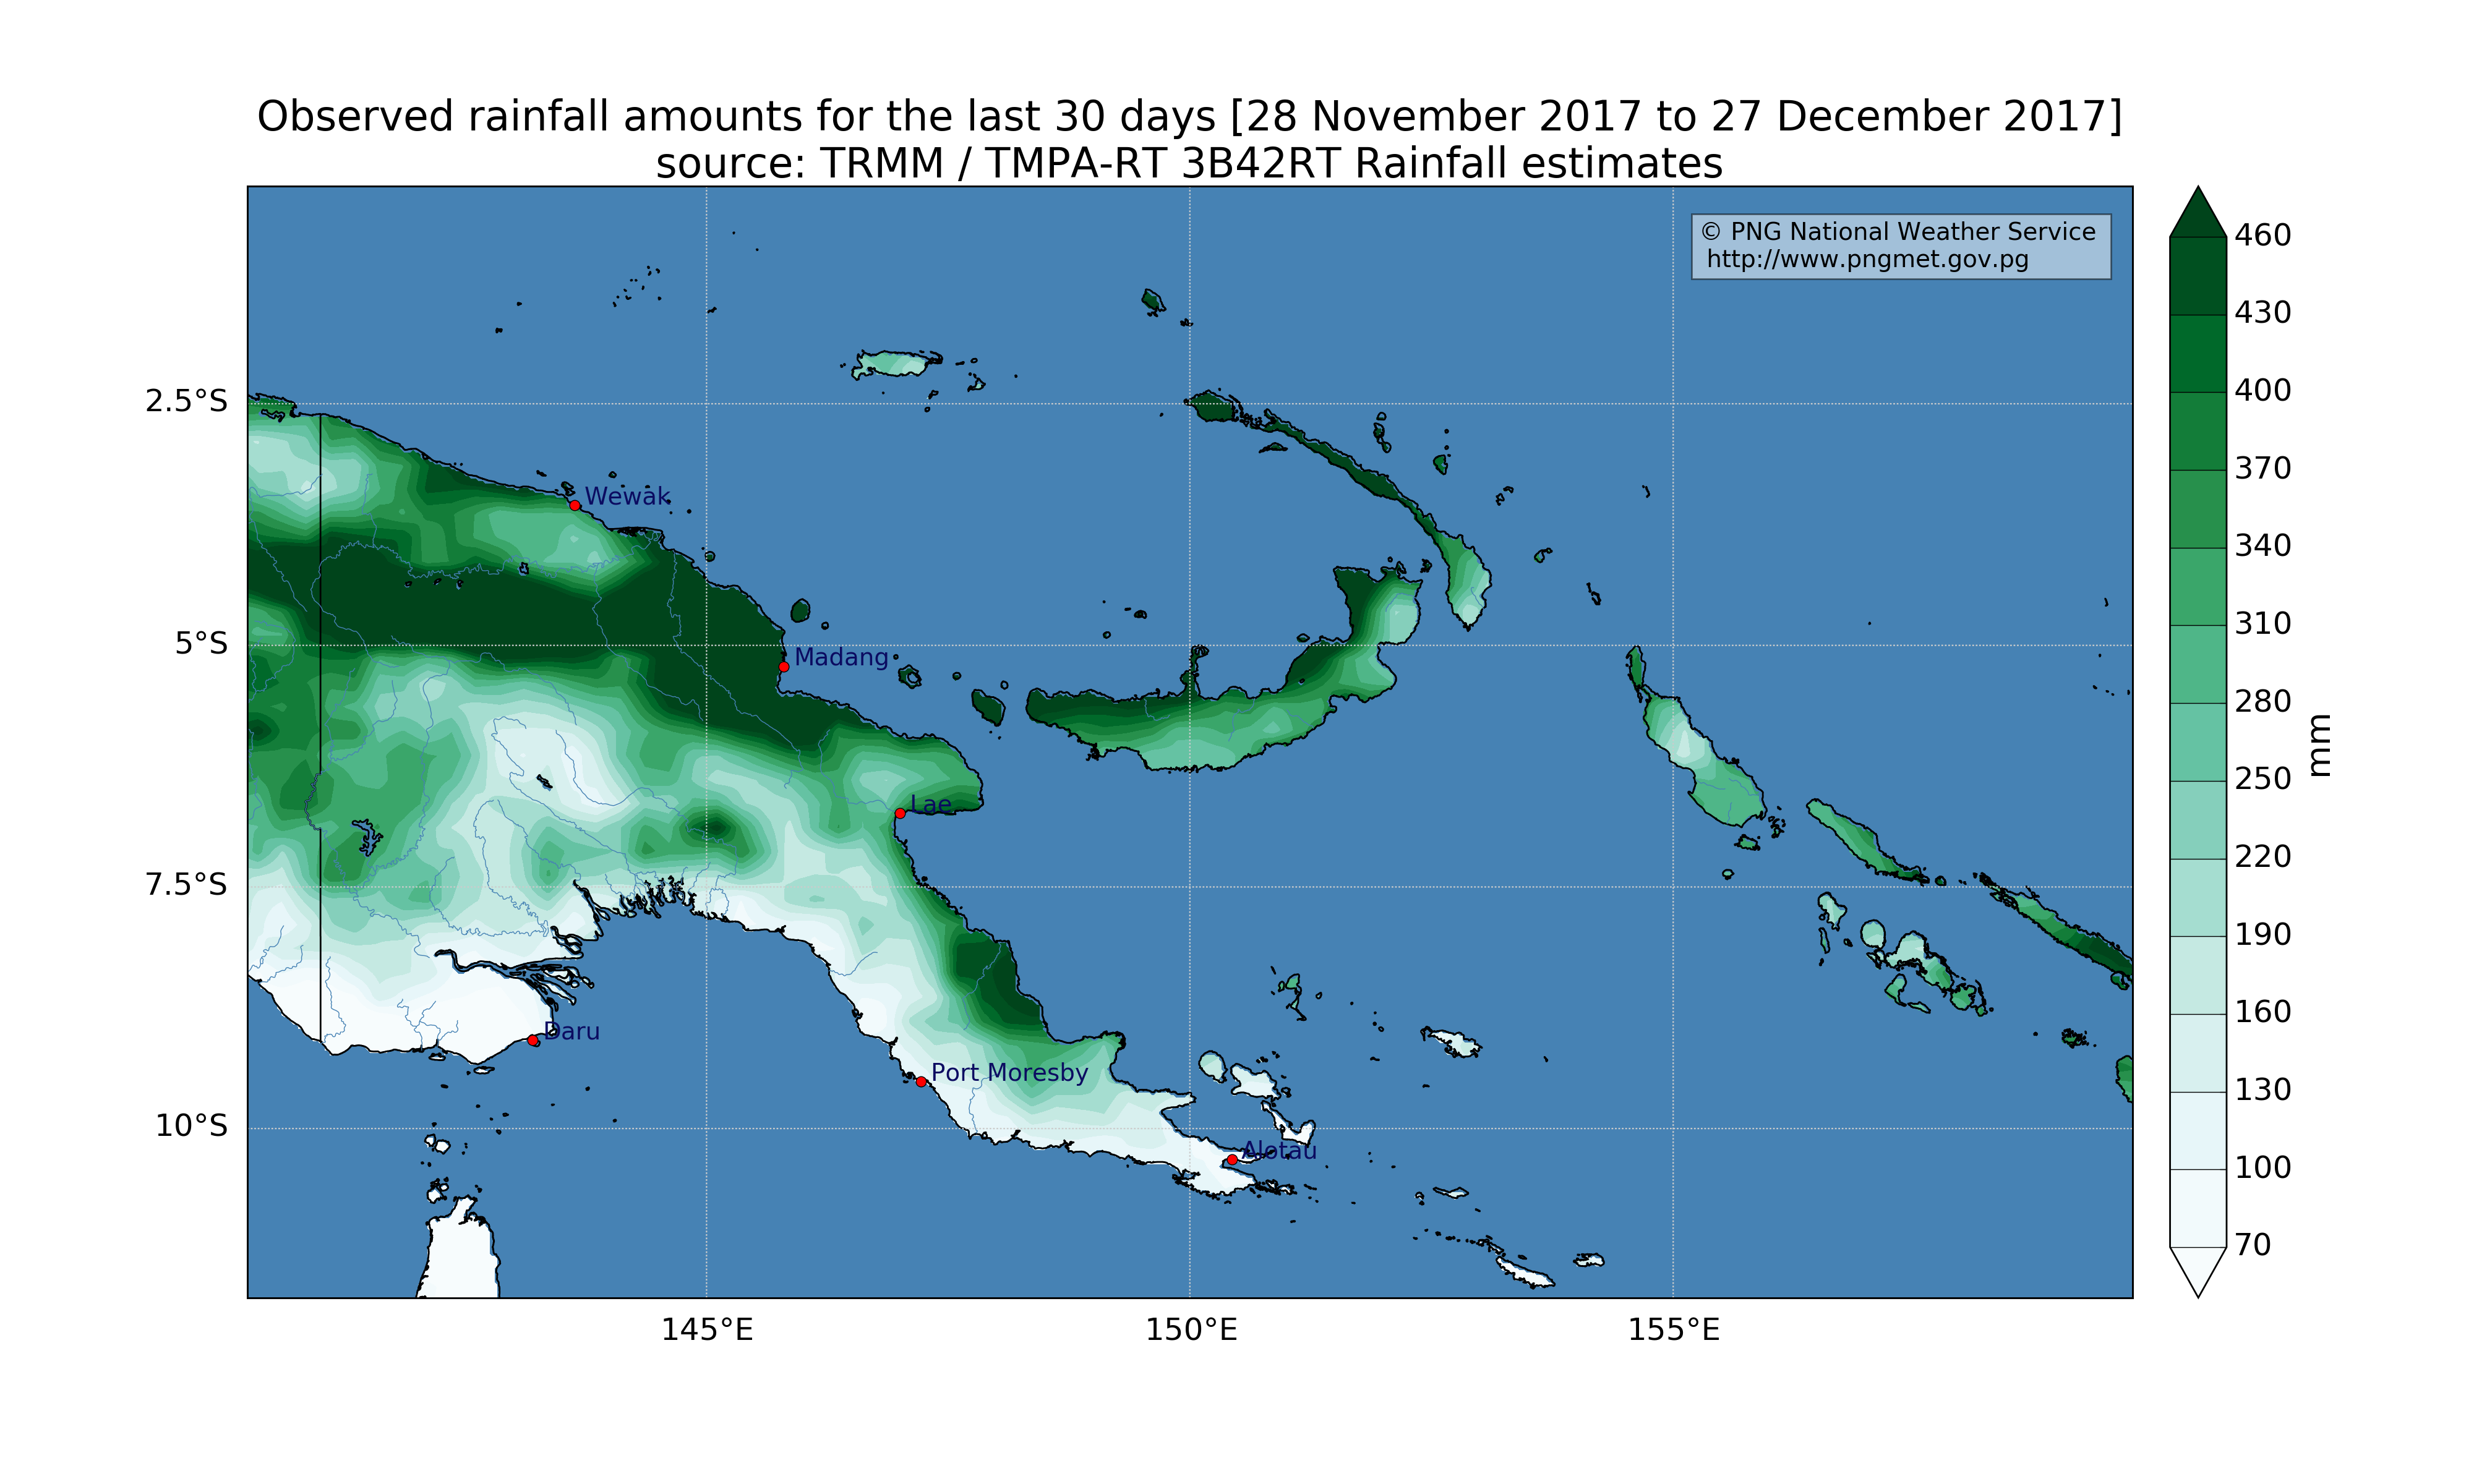 Observed rainfall amounts for the last 30 days [28 November 2017 to 27 December 2017]
source: TRMM / TMPA-RT 3B42RT Rainfall estimates
© PNG National Weather Service
http://www.pngmet.gov.pg
460
430
400
370
340
310
280
250
220
190
160
130
100
70
mm
2.5°S
5°S
7.5°S
10°S
Wewak
Madang
Lae
Daru
Port Moresby
Alotau
145°E
150°E
155°E